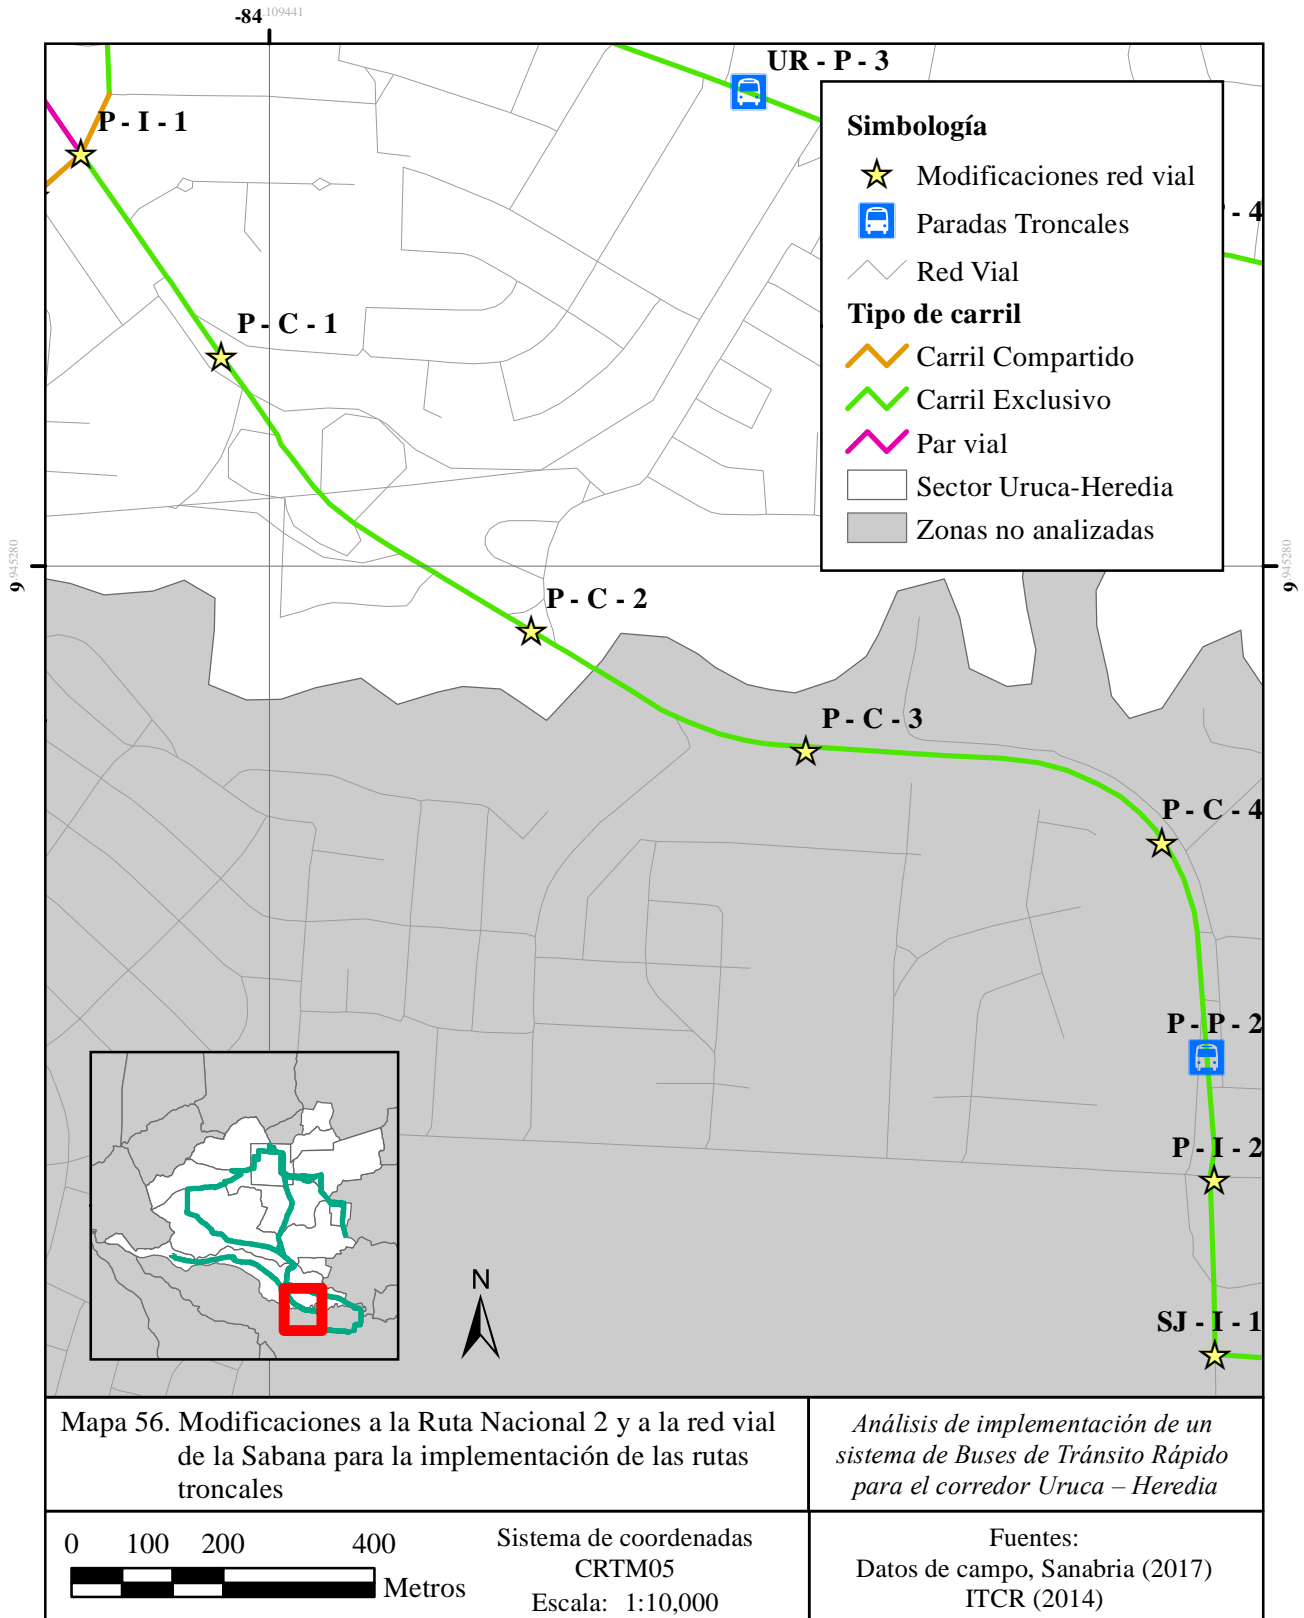 -84.109441
UR - P - 3
P - I - 1
Simbología
Modificaciones red vial
Paradas Troncales
- 4
Red Vial
Tipo de carril
P - C - 1
Carril Compartido
Carril Exclusivo
Par vial
Sector Uruca-Heredia
Zonas no analizadas
9.945280
9.945280
P - C - 2
P - C - 3
P - C - 4
P - P - 2
P - I - 2
N
SJ - I - 1
Mapa 56. Modificaciones a la Ruta Nacional 2 y a la red vial
de la Sabana para la implementación de las rutas
troncales
Análisis de implementación de un
sistema de Buses de Tránsito Rápido
para el corredor Uruca – Heredia
0 100 200 400
Metros
Sistema de coordenadas
CRTM05
Escala: 1:10,000
Fuentes:
Datos de campo, Sanabria (2017)
ITCR (2014)